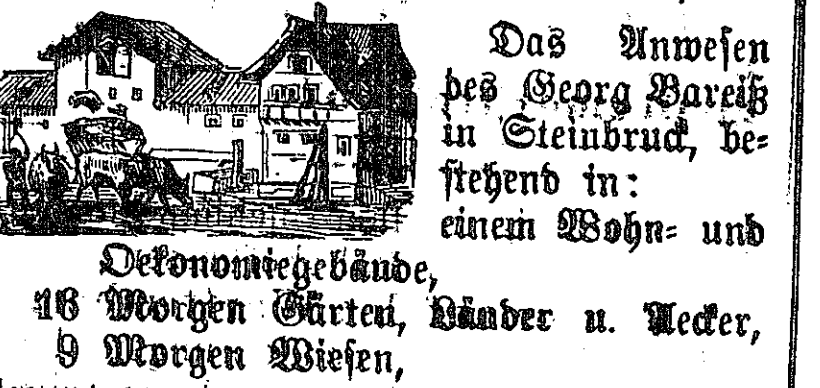 Das Anwesen
des Georg Bareiß
in Steinbruck, be-
stehend in:
einem Wohn- und
Oekonomiegebäude,
16 Morgen Gärten, Länder u. Aecker,
9 Morgen Wiesen,